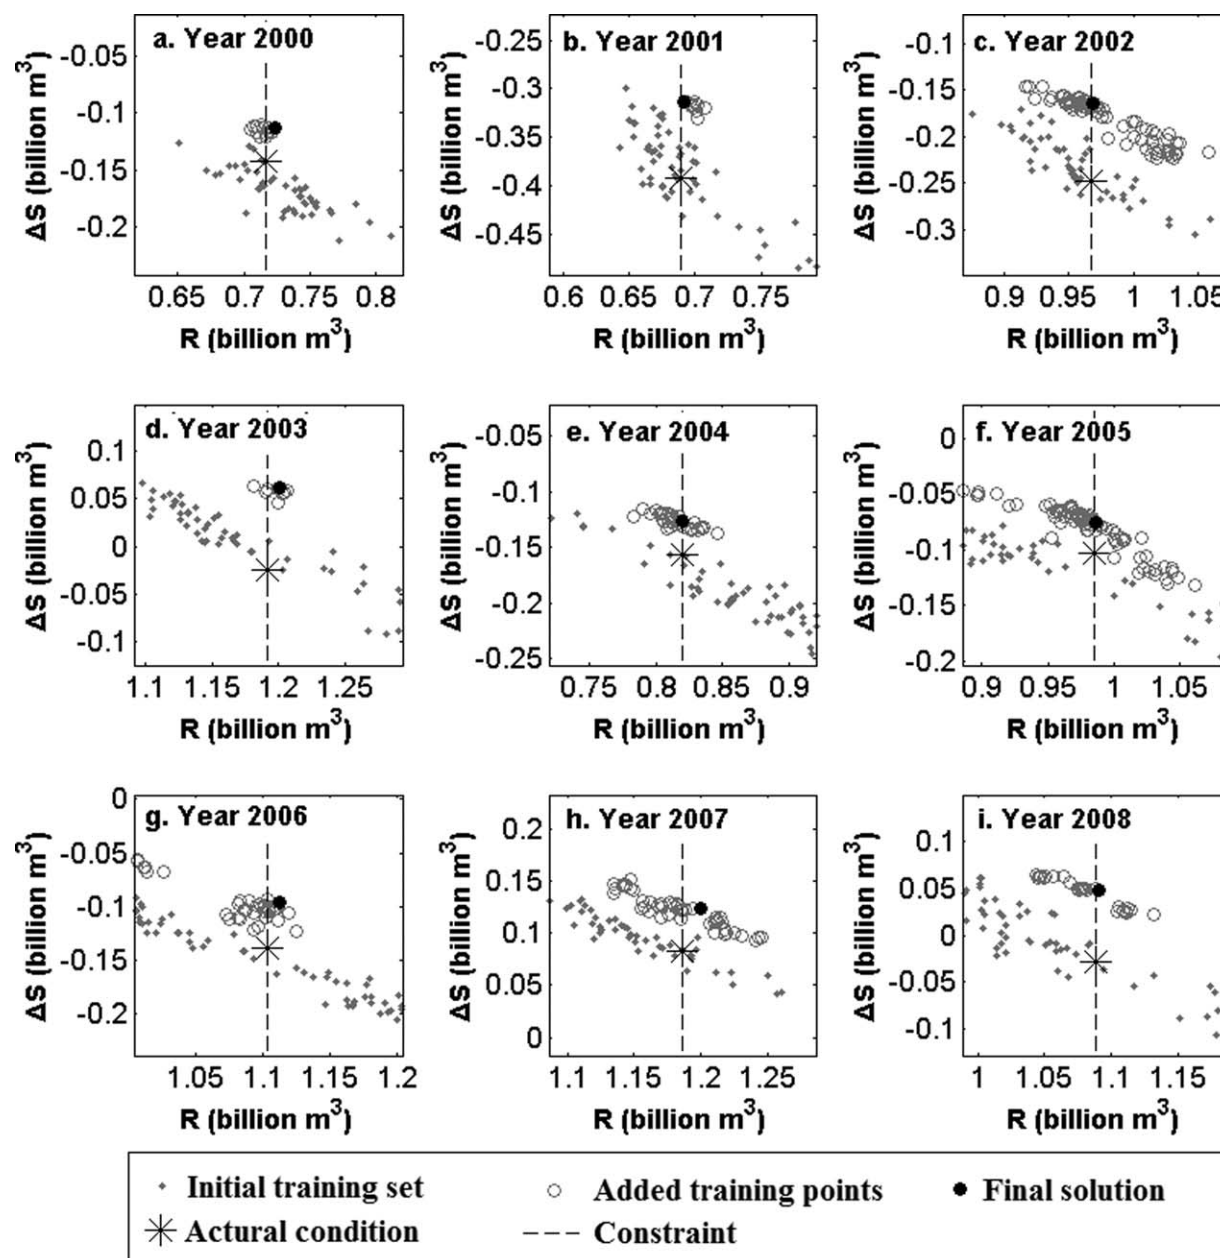 a. Year 2000
ΔS (billion m³)
-0.05
-0.1
-0.15
-0.2
0.65 0.7 0.75 0.8
R (billion m³)
b. Year 2001
ΔS (billion m³)
-0.25
-0.3
-0.35
-0.4
-0.45
0.6 0.65 0.7 0.75
R (billion m³)
c. Year 2002
ΔS (billion m³)
-0.1
-0.15
-0.2
-0.25
-0.3
0.9 0.95 1 1.05
R (billion m³)
d. Year 2003
ΔS (billion m³)
0.1
0.05
0
-0.05
-0.1
1.1 1.15 1.2 1.25
R (billion m³)
e. Year 2004
ΔS (billion m³)
-0.05
-0.1
-0.15
-0.2
-0.25
0.75 0.8 0.85 0.9
R (billion m³)
f. Year 2005
ΔS (billion m³)
0
-0.05
-0.1
-0.15
-0.2
0.9 0.95 1 1.05
R (billion m³)
g. Year 2006
ΔS (billion m³)
0
-0.05
-0.1
-0.15
-0.2
1.05 1.1 1.15 1.2
R (billion m³)
h. Year 2007
ΔS (billion m³)
0.2
0.15
0.1
0.05
0
1.1 1.15 1.2 1.25
R (billion m³)
i. Year 2008
ΔS (billion m³)
0.1
0.05
0
-0.05
-0.1
1 1.05 1.1 1.15
R (billion m³)
Initial training set Added training points Final solution
Actural condition Constraint